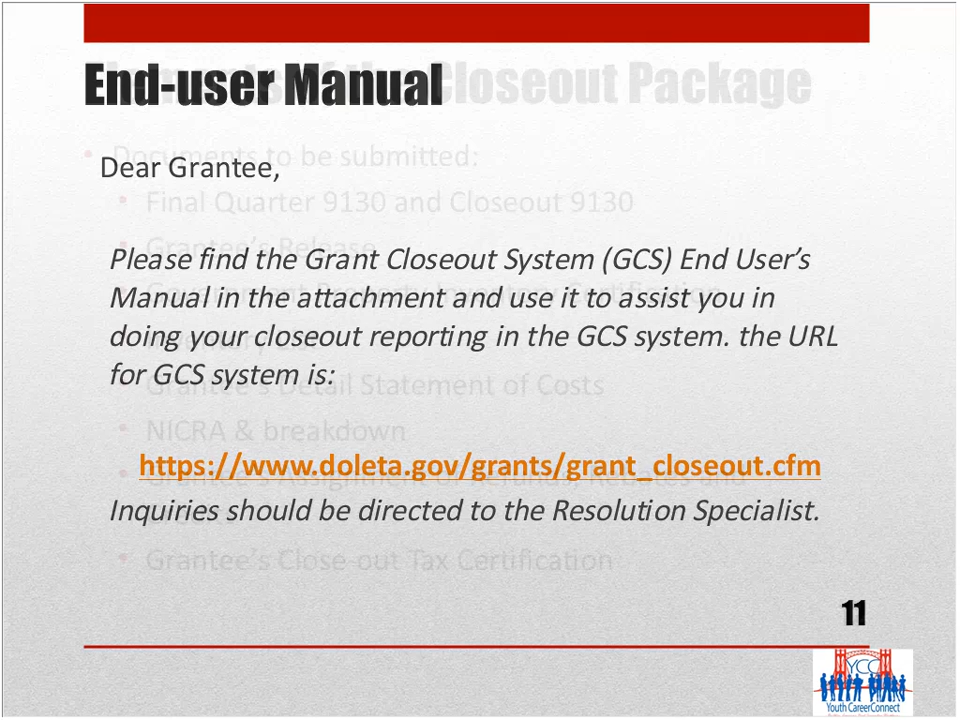 End-user Manual
Closeout Package
Documents to be submitted:
Dear Grantee,
• Final Quarter 9130 and Closeout 9130
• Grantee's Release
Please find the Grant Closeout System (GCS) End User's
Manual in the attachment and use it to assist you in
doing your closeout reporting in the GCS system. the URL
for GCS system is:
Grantee's Detail Statement of Costs
• NICRA & breakdown
https://www.doleta.gov/grants/grant_closeout.cfm
Inquiries should be directed to the Resolution Specialist.
• Grantee's Close-out Tax Certification
11
YCC
Youth CareerConnect